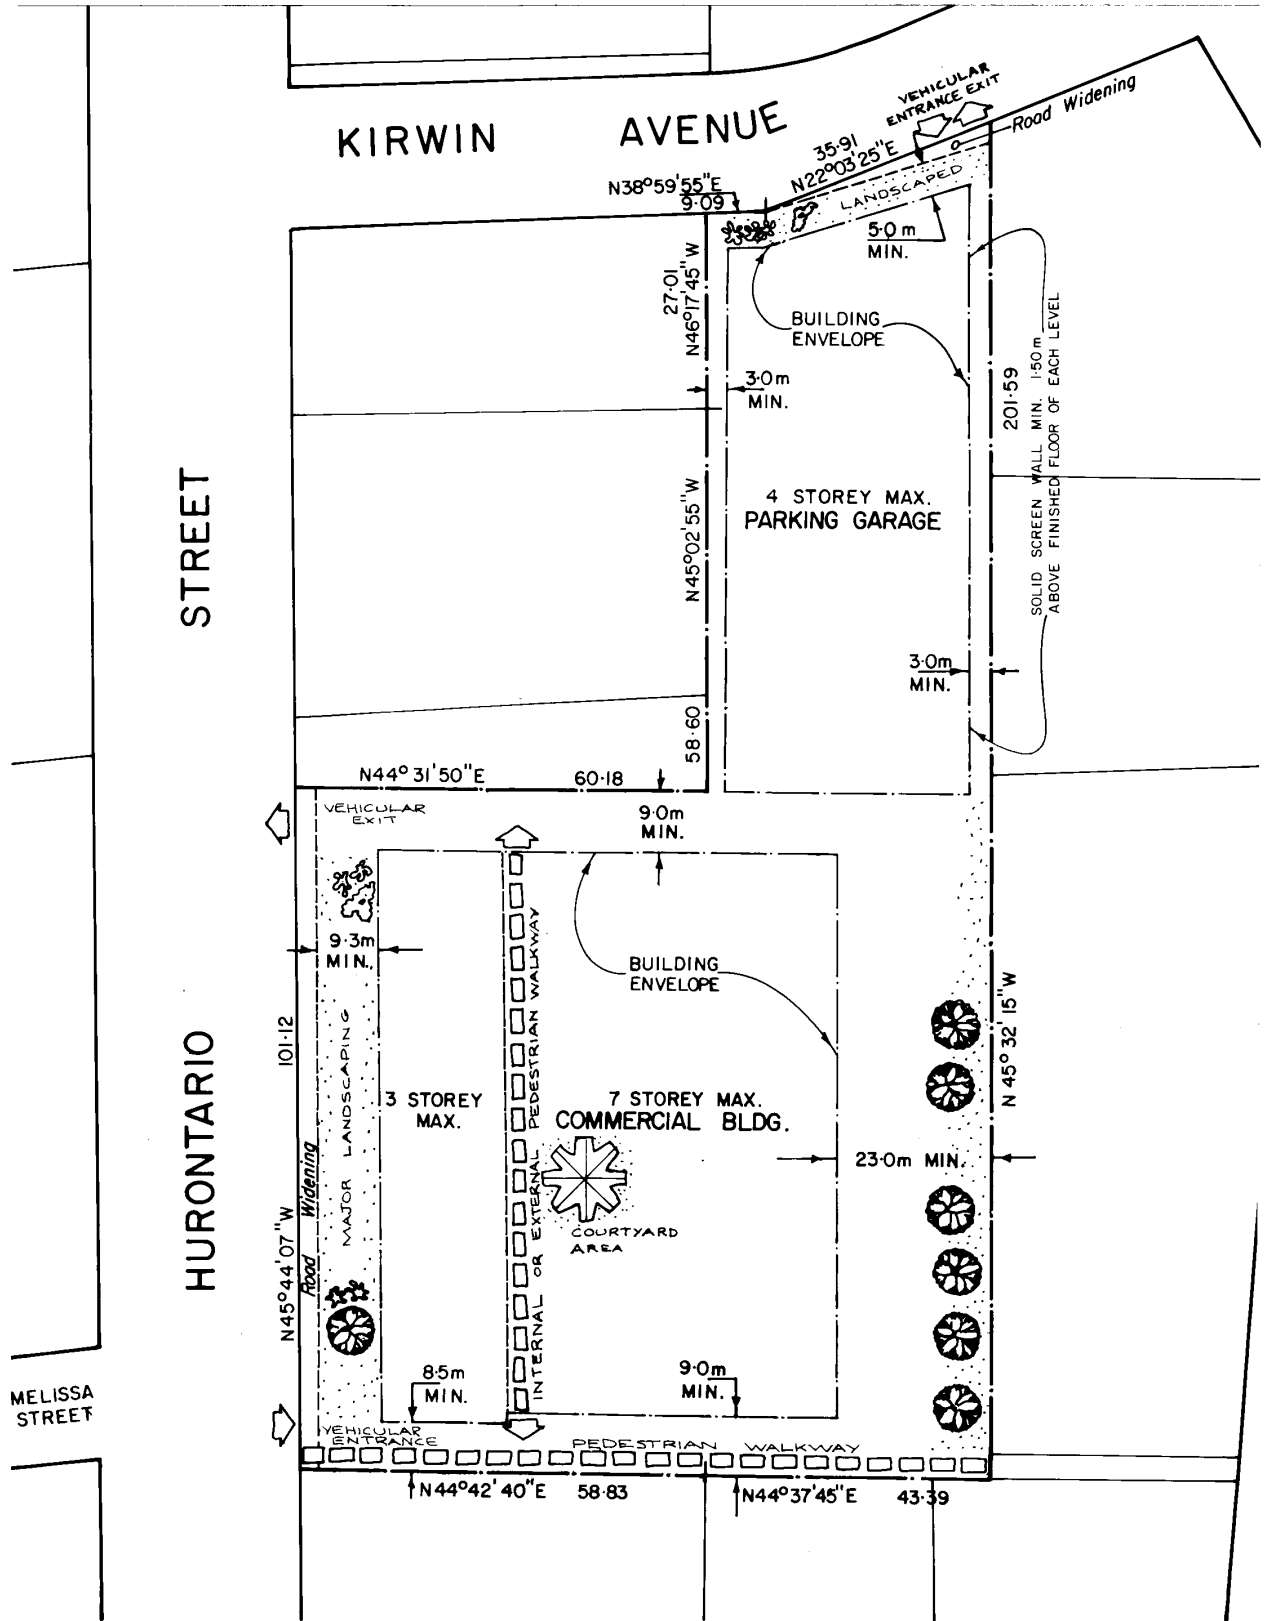 VEHICULAR
ENTRANCE EXIT
Road Widening
KIRWIN AVENUE
35.91
N22°03'25"E
N38°59'55"E
9.09
LANDSCAPED
5.0m
MIN.
27.01
N46°17'45"W
BUILDING
ENVELOPE
3.0m
MIN.
201.59
SOLID SCREEN WALL MIN. 1.50m
ABOVE FINISHED FLOOR OF EACH LEVEL
4 STOREY MAX.
PARKING GARAGE
N45°02'55"W
58.60
3.0m
MIN.
HURONTARIO STREET
N44°31'50"E 60.18
VEHICULAR
EXIT
9.0m
MIN.
9.3m
MIN.
BUILDING
ENVELOPE
INTERNAL OR EXTERNAL PEDESTRIAN WALKWAY
101.12
N45°44'07"W
Road Widening
MAJOR LANDSCAPING
3 STOREY
MAX.
7 STOREY MAX.
COMMERCIAL BLDG.
N45°32'15"W
23.0m MIN.
COURTYARD
AREA
8.5m
MIN.
9.0m
MIN.
MELISSA
STREET
VEHICULAR
ENTRANCE
PEDESTRIAN WALKWAY
N44°42'40"E 58.83
N44°37'45"E 43.39